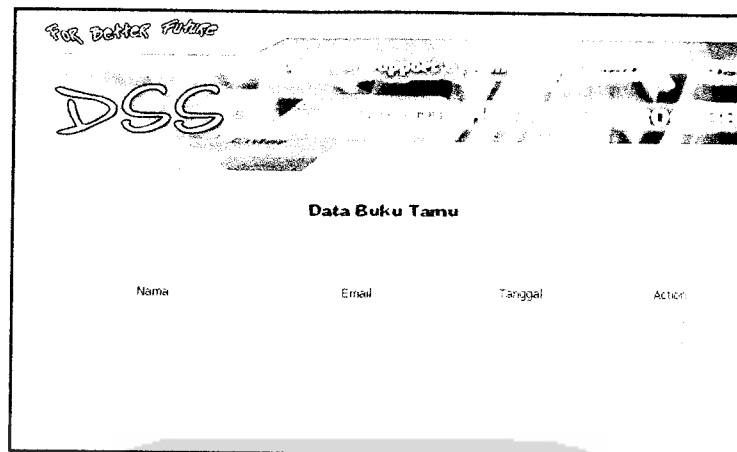 FOR BETTER FUTURE
DSS
Data Buku Tamu
Nama Email Tanggal Action